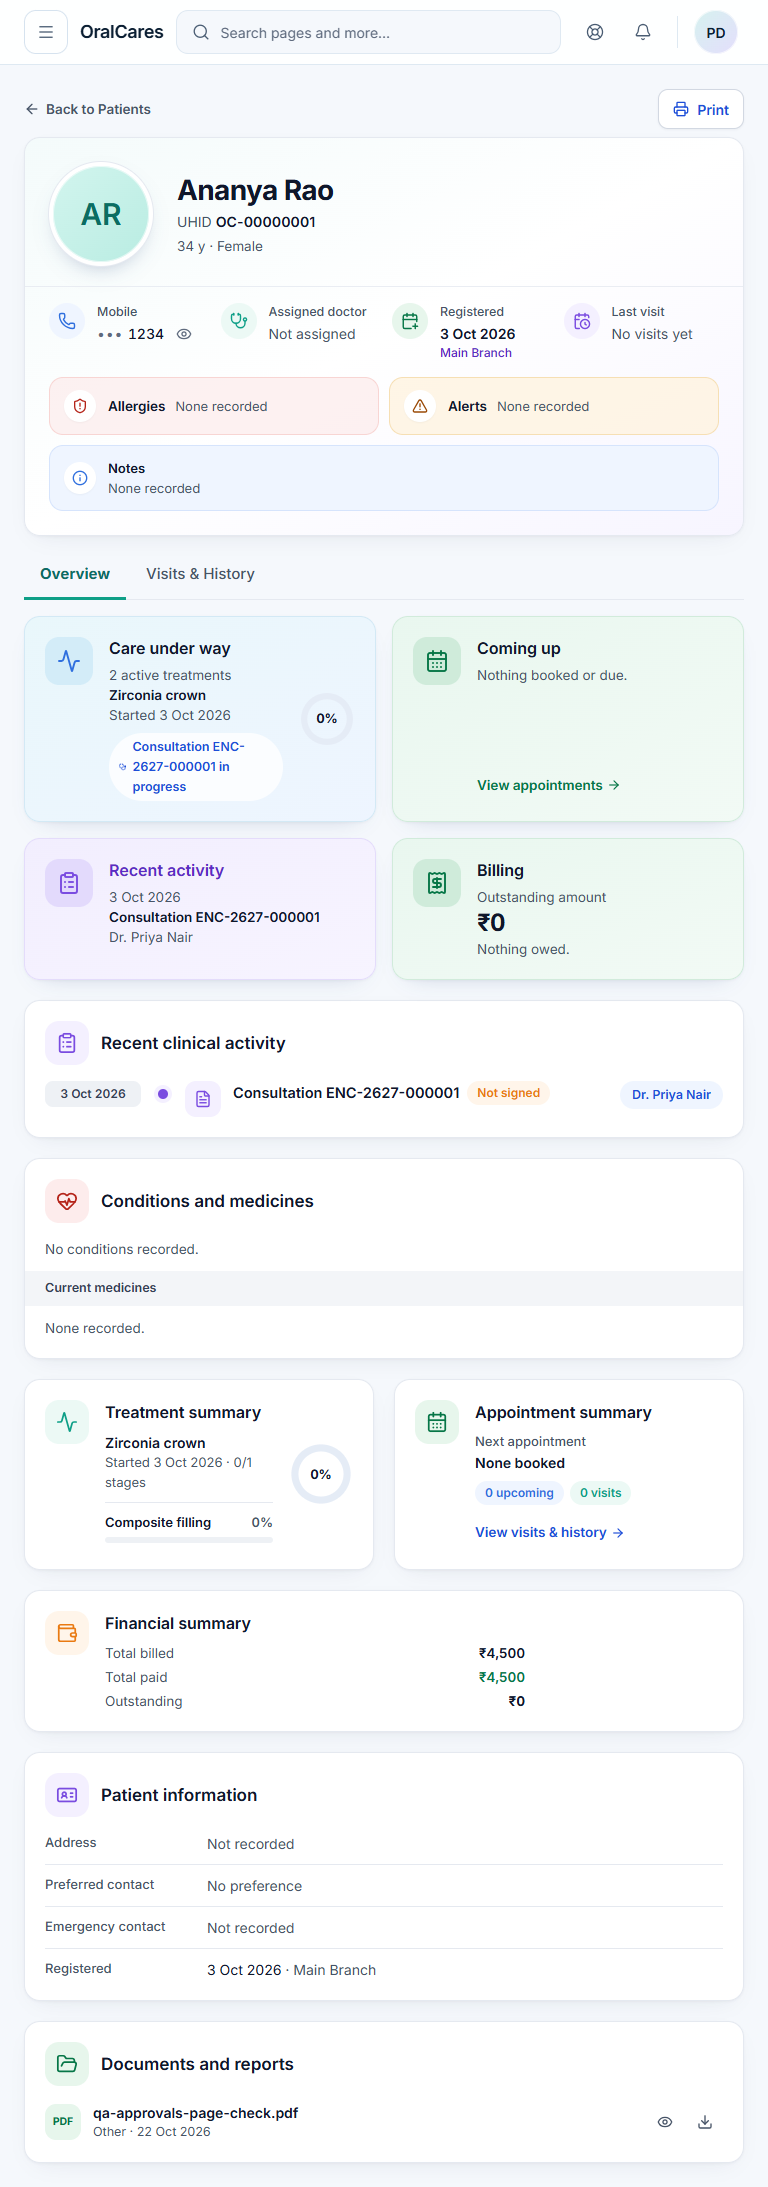 OralCares
Search pages and more...
PD
Back to Patients
Print
AR
Ananya Rao
UHID OC-00000001
34 y · Female
Mobile
••• 1234
Assigned doctor
Not assigned
Registered
3 Oct 2026
Main Branch
Last visit
No visits yet
Allergies None recorded
Alerts None recorded
Notes
None recorded
Overview
Visits & History
Care under way
2 active treatments
Zirconia crown
Started 3 Oct 2026
Consultation ENC-
2627-000001 in
progress
0%
Coming up
Nothing booked or due.
View appointments →
Recent activity
3 Oct 2026
Consultation ENC-2627-000001
Dr. Priya Nair
Billing
Outstanding amount
₹0
Nothing owed.
Recent clinical activity
3 Oct 2026
Consultation ENC-2627-000001
Not signed
Dr. Priya Nair
Conditions and medicines
No conditions recorded.
Current medicines
None recorded.
Treatment summary
Zirconia crown
Started 3 Oct 2026 · 0/1
stages
0%
Composite filling 0%
Appointment summary
Next appointment
None booked
0 upcoming
0 visits
View visits & history →
Financial summary
Total billed ₹4,500
Total paid ₹4,500
Outstanding ₹0
Patient information
Address Not recorded
Preferred contact No preference
Emergency contact Not recorded
Registered 3 Oct 2026 · Main Branch
Documents and reports
PDF
qa-approvals-page-check.pdf
Other · 22 Oct 2026